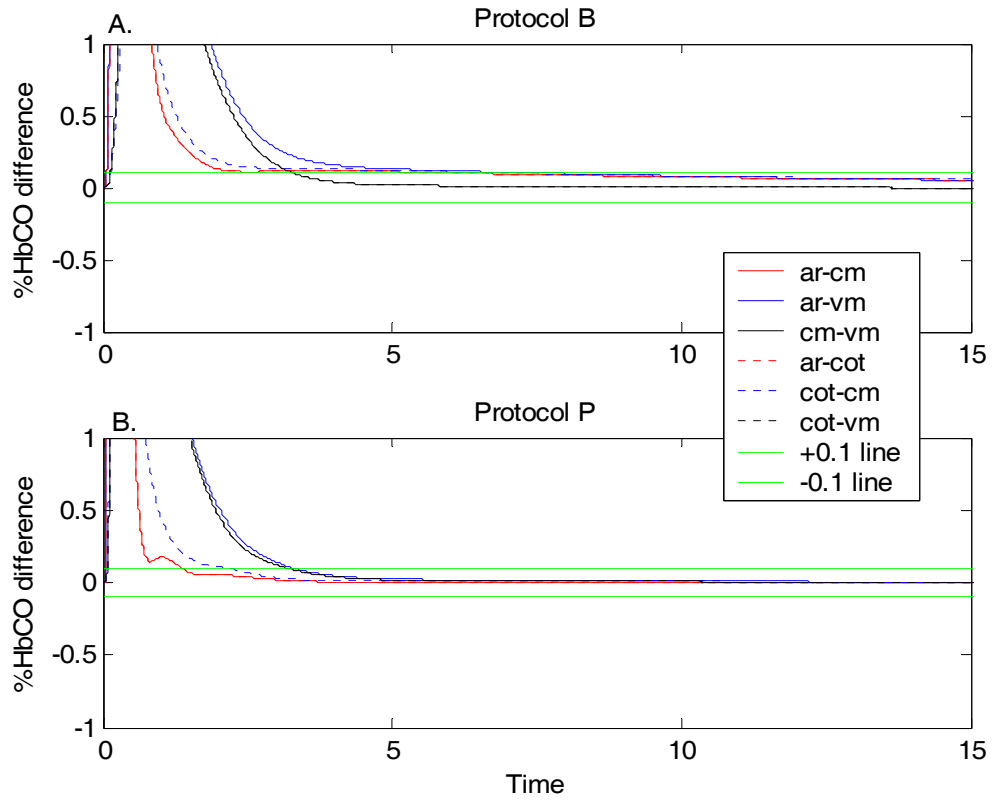 A.
Protocol B
1
0.5
0
-0.5
-1
%HbCO difference
0
5
10
15
ar-cm
ar-vm
cm-vm
ar-cot
cot-cm
cot-vm
+0.1 line
-0.1 line
B.
Protocol P
1
0.5
0
-0.5
-1
%HbCO difference
0
5
10
15
Time